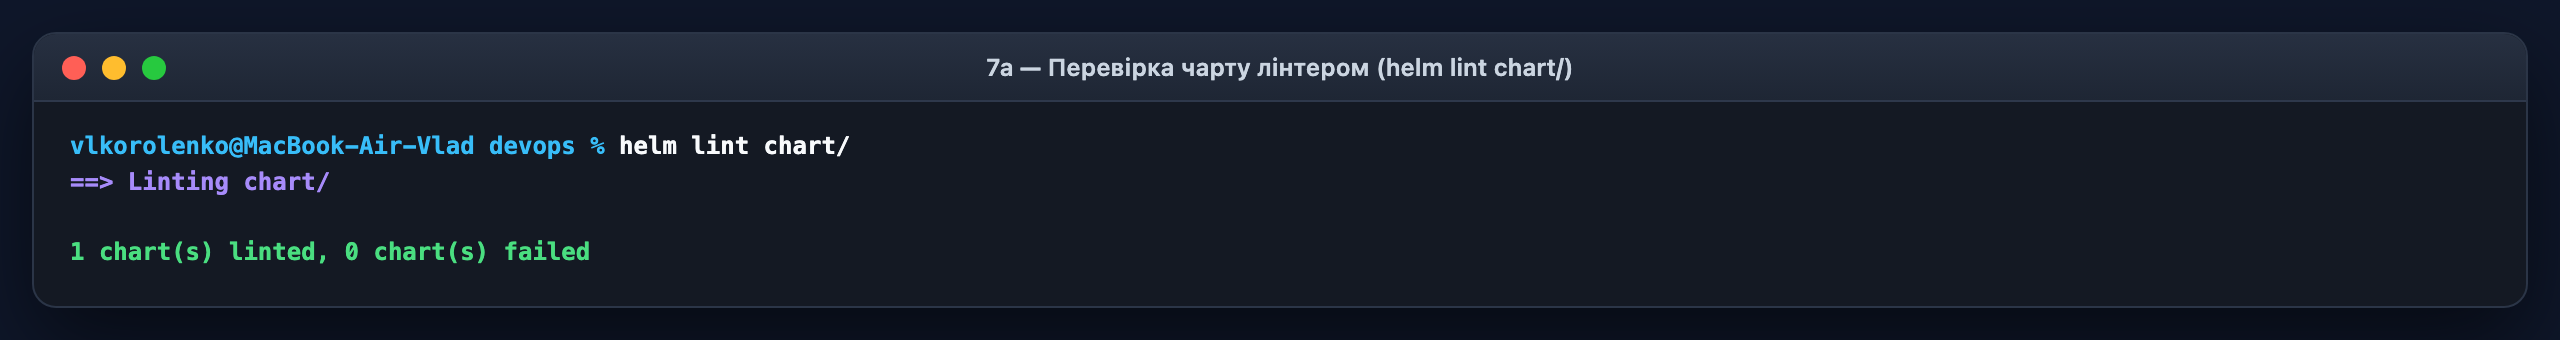 7a — Перевірка чарту лінтером (helm lint chart/)
vlkorolenko@MacBook-Air-Vlad devops % helm lint chart/
==> Linting chart/
1 chart(s) linted, 0 chart(s) failed